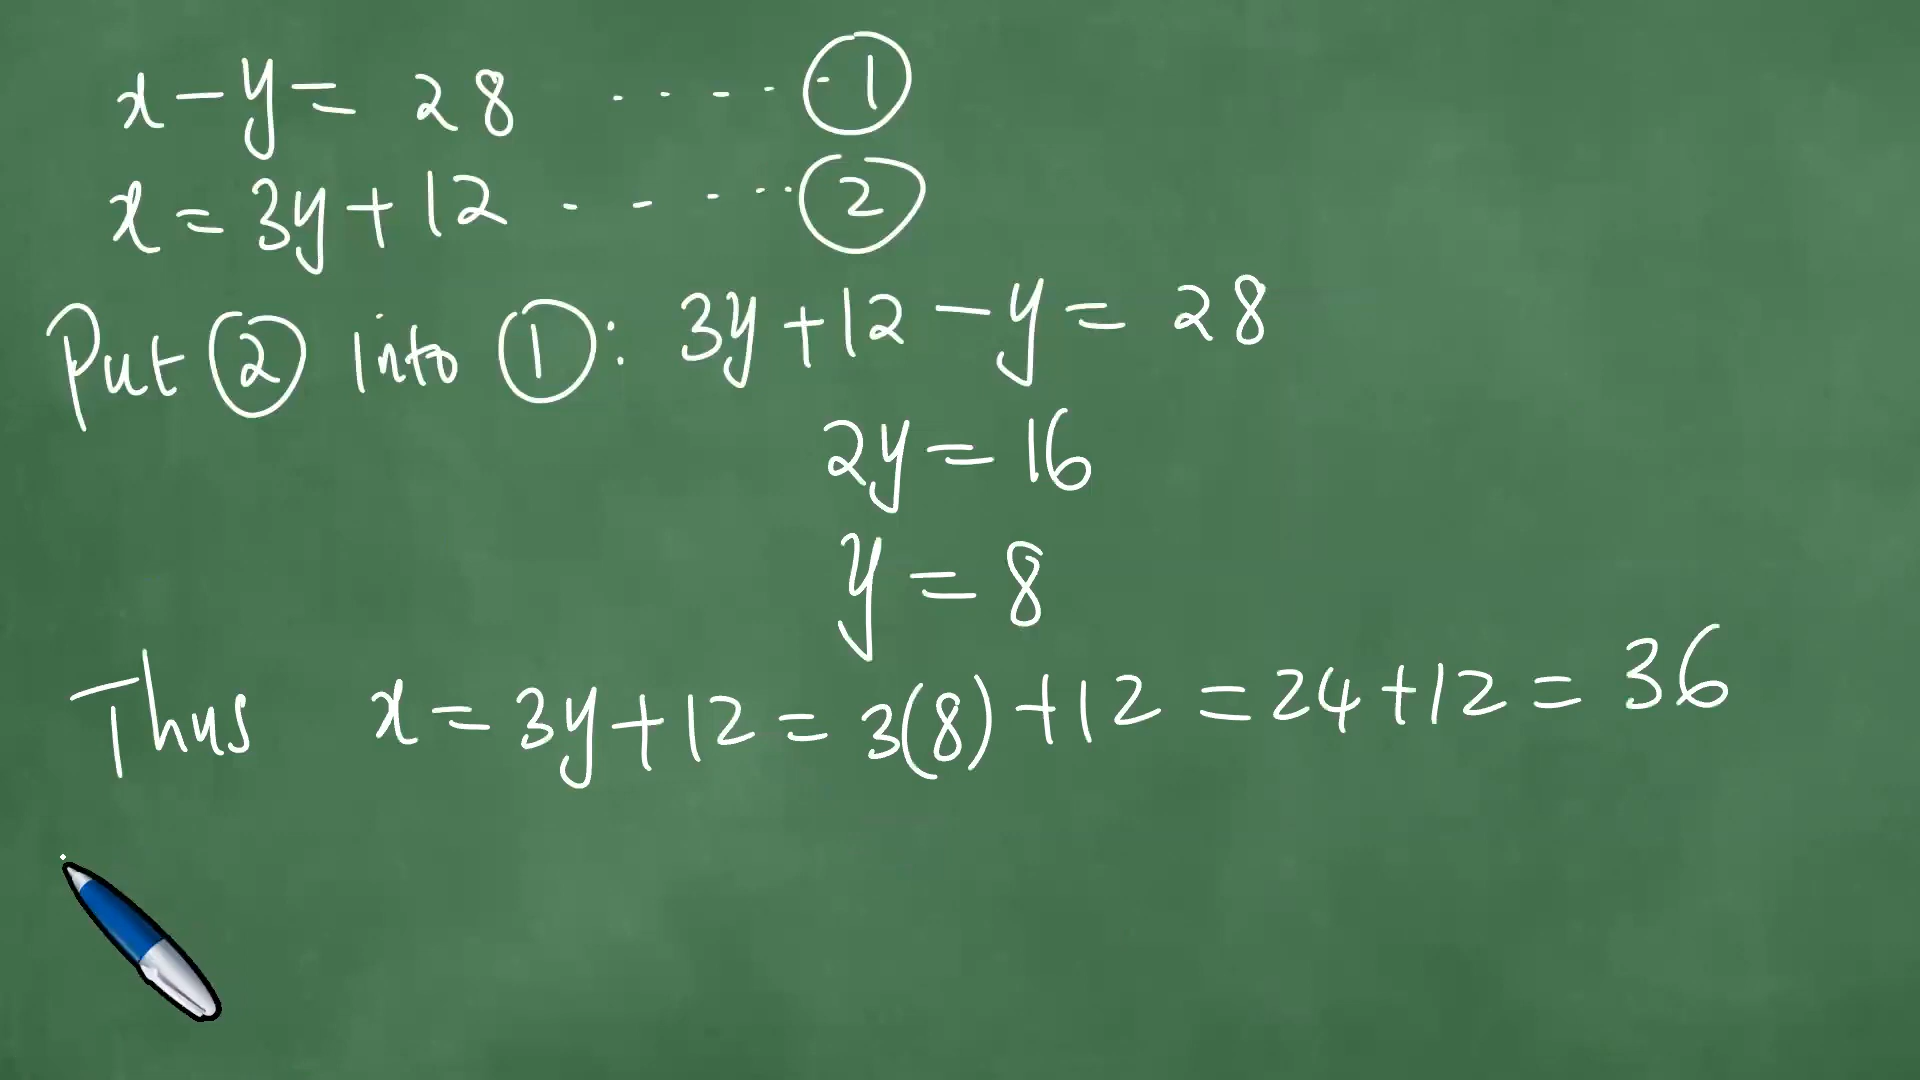 x - y = 28 ----- ①
x = 3y + 12 ----- ②
Put ② into ①: 3y + 12 - y = 28
2y = 16
y = 8
Thus x = 3y + 12 = 3(8) + 12 = 24 + 12 = 36